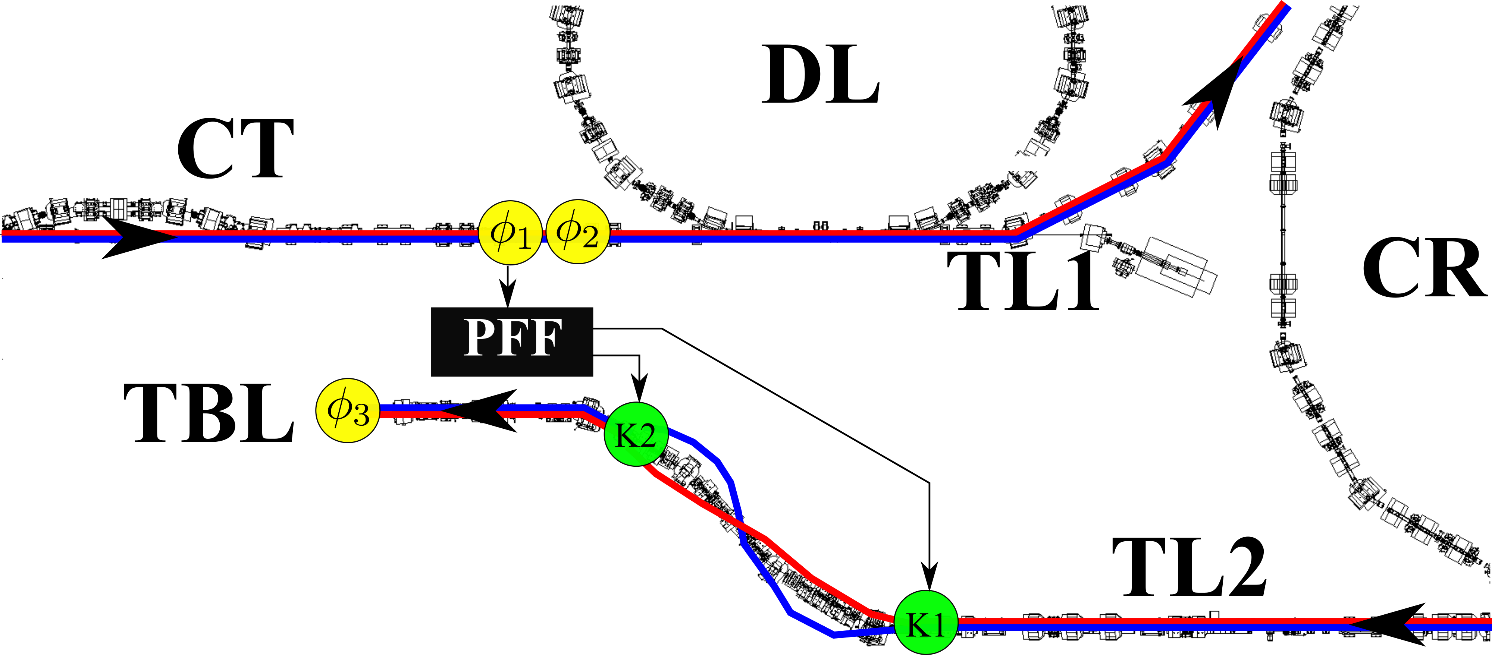 DL
CT
ϕ1 ϕ2
TL1
CR
PFF
TBL
ϕ3
K2
TL2
K1